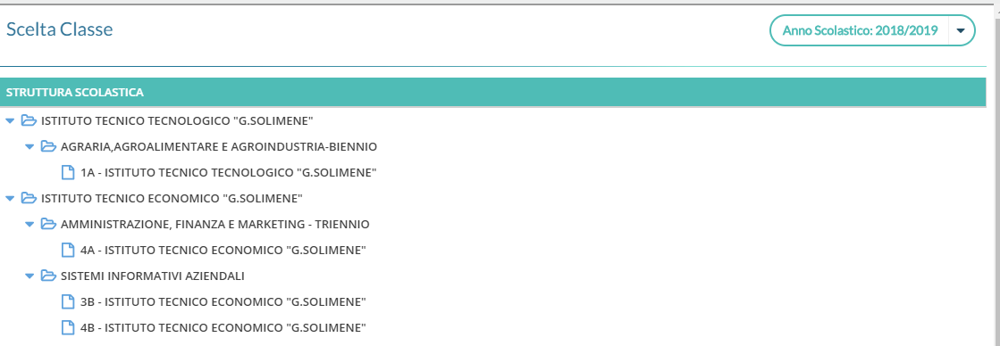 Scelta Classe
Anno Scolastico: 2018/2019
STRUTTURA SCOLASTICA
ISTITUTO TECNICO TECNOLOGICO "G.SOLIMENE"
AGRARIA,AGROALIMENTARE E AGROINDUSTRIA-BIENNIO
1A - ISTITUTO TECNICO TECNOLOGICO "G.SOLIMENE"
ISTITUTO TECNICO ECONOMICO "G.SOLIMENE"
AMMINISTRAZIONE, FINANZA E MARKETING - TRIENNIO
4A - ISTITUTO TECNICO ECONOMICO "G.SOLIMENE"
SISTEMI INFORMATIVI AZIENDALI
3B - ISTITUTO TECNICO ECONOMICO "G.SOLIMENE"
4B - ISTITUTO TECNICO ECONOMICO "G.SOLIMENE"